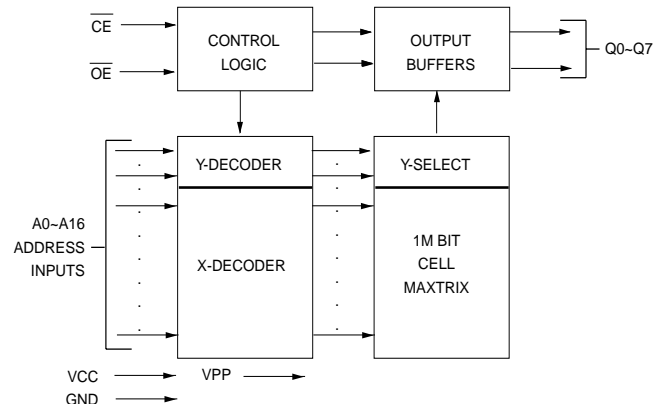 CE
OE
CONTROL
LOGIC
OUTPUT
BUFFERS
Q0~Q7
A0~A16
ADDRESS
INPUTS
Y-DECODER
X-DECODER
Y-SELECT
1M BIT
CELL
MAXTRIX
VCC
GND
VPP